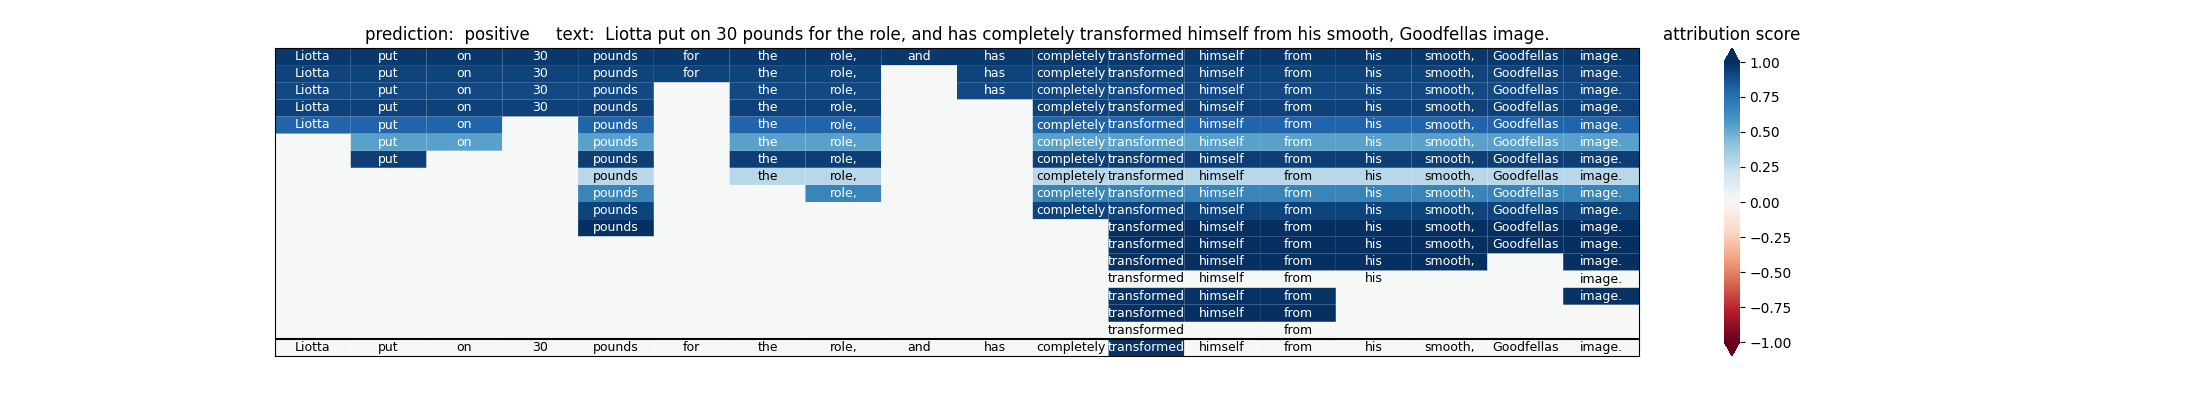 prediction: positive text: Liotta put on 30 pounds for the role, and has completely transformed himself from his smooth, Goodfellas image. attribution score
Liotta put on 30 pounds for the role, and has completely transformed himself from his smooth, Goodfellas image. 1.00
Liotta put on 30 pounds for the role, has completely transformed himself from his smooth, Goodfellas image.
Liotta put on 30 pounds the role, has completely transformed himself from his smooth, Goodfellas image. 0.75
Liotta put on 30 pounds the role, completely transformed himself from his smooth, Goodfellas image.
Liotta put on pounds the role, completely transformed himself from his smooth, Goodfellas image. 0.50
put on pounds the role, completely transformed himself from his smooth, Goodfellas image.
put pounds the role, completely transformed himself from his smooth, Goodfellas image. 0.25
pounds the role, completely transformed himself from his smooth, Goodfellas image.
pounds role, completely transformed himself from his smooth, Goodfellas image. 0.00
pounds completely transformed himself from his smooth, Goodfellas image.
pounds transformed himself from his smooth, Goodfellas image. −0.25
transformed himself from his smooth, Goodfellas image.
transformed himself from his smooth, image. −0.50
transformed himself from his image.
transformed himself from image. −0.75
transformed himself from
transformed from
Liotta put on 30 pounds for the role, and has completely transformed himself from his smooth, Goodfellas image. −1.00